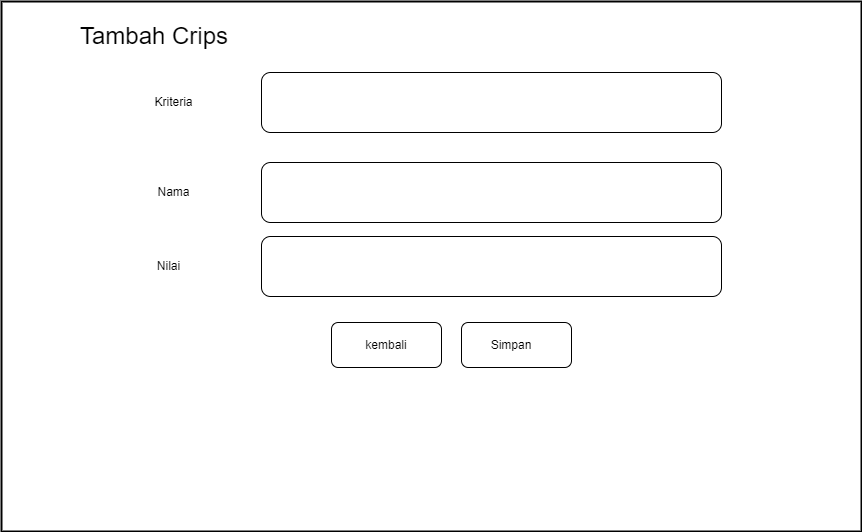 Tambah Crips
Kriteria
Nama
Nilai
kembali
Simpan